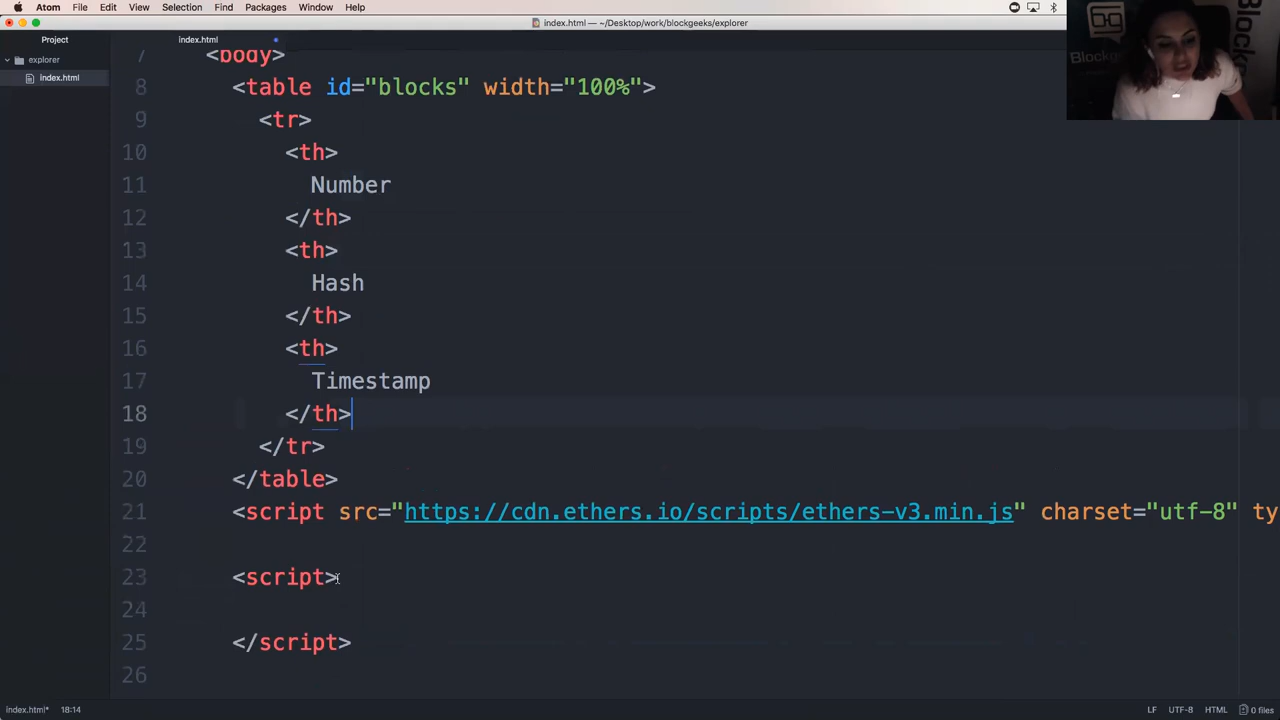 Atom File Edit View Selection Find Packages Window Help
index.html — ~/Desktop/work/blockgeeks/explorer
Project
index.html
explorer
index.html
7 <body>
8 <table id="blocks" width="100%">
9 <tr>
10 <th>
11 Number
12 </th>
13 <th>
14 Hash
15 </th>
16 <th>
17 Timestamp
18 </th>
19 </tr>
20 </table>
21 <script src="https://cdn.ethers.io/scripts/ethers-v3.min.js" charset="utf-8" ty
22
23 <script>
24
25 </script>
26
index.html* 18:14 LF UTF-8 HTML 0 files